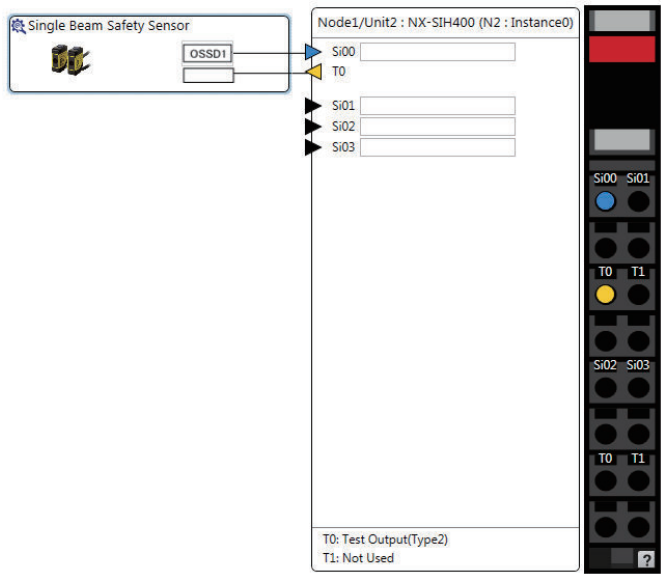 Single Beam Safety Sensor
OSSD1
Node1/Unit2 : NX-SIH400 (N2 : Instance0)
Si00
T0
Si01
Si02
Si03
T0: Test Output(Type2)
T1: Not Used
Si00 Si01
T0 T1
Si02 Si03
T0 T1
?